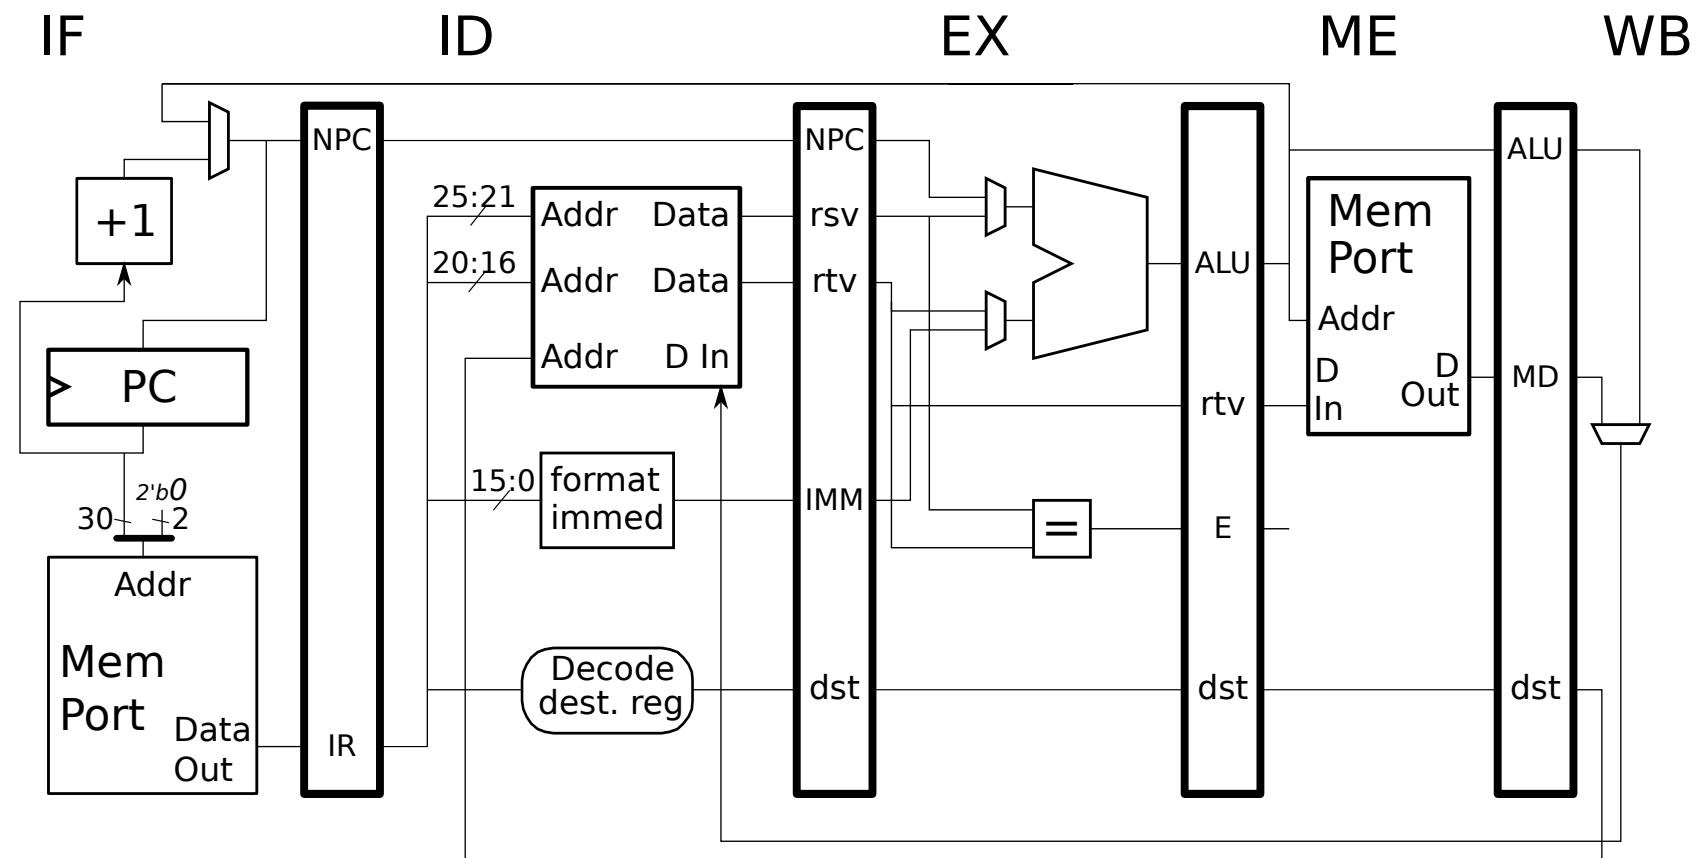 IF
ID
EX
ME
WB
+1
PC
2'b0
30
2
Addr
Mem
Port
Data
Out
NPC
IR
25:21
20:16
15:0
Addr Data
Addr Data
Addr D In
format
immed
Decode
dest. reg
NPC
rsv
rtv
IMM
dst
=
ALU
rtv
E
dst
Mem
Port
Addr
D
In
D
Out
ALU
MD
dst